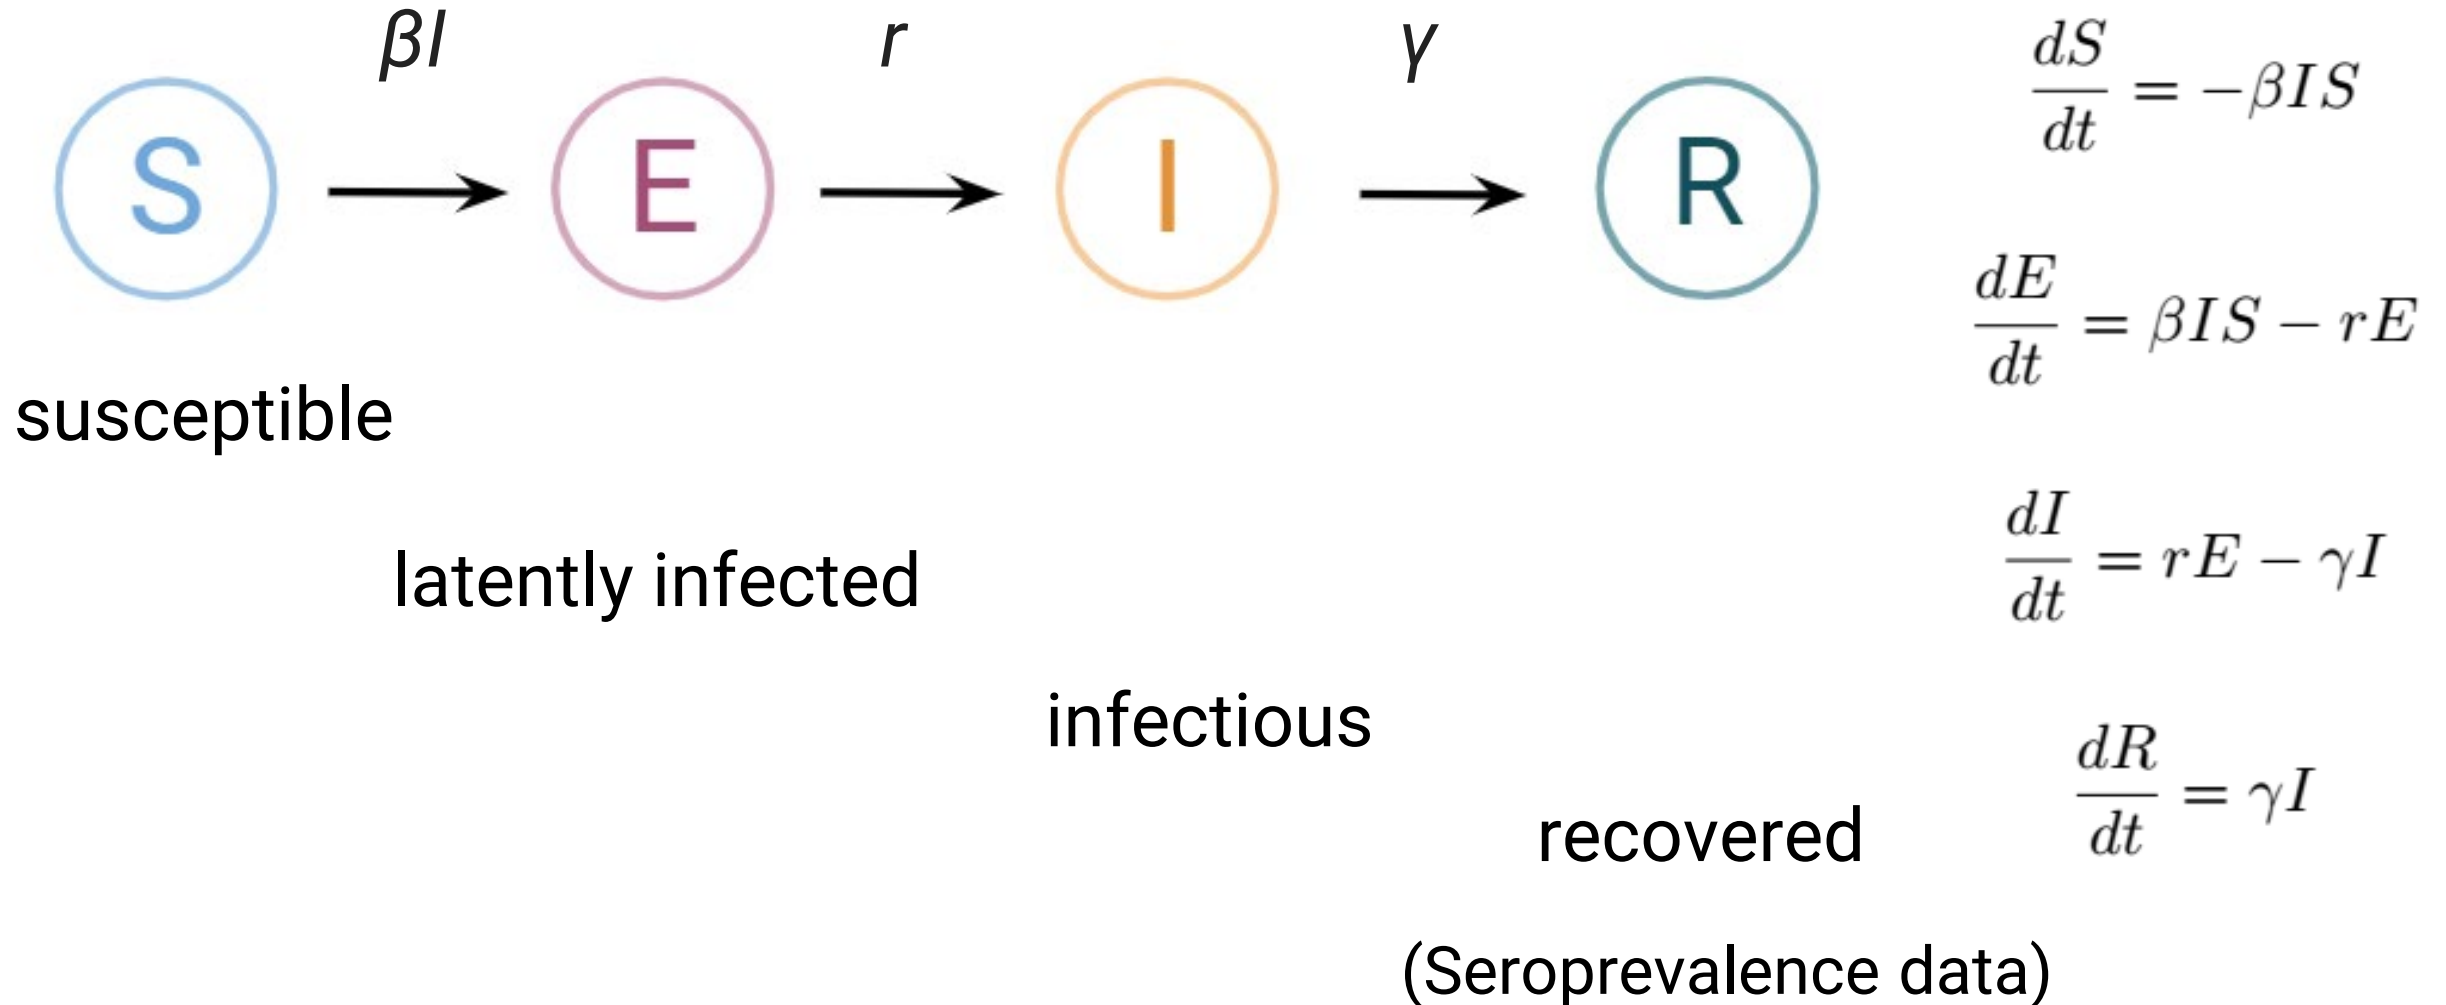 βI r γ
S E I R
susceptible
latently infected
infectious
recovered
(Seroprevalence data)
dS/dt = −βIS
dE/dt = βIS − rE
dI/dt = rE − γI
dR/dt = γI